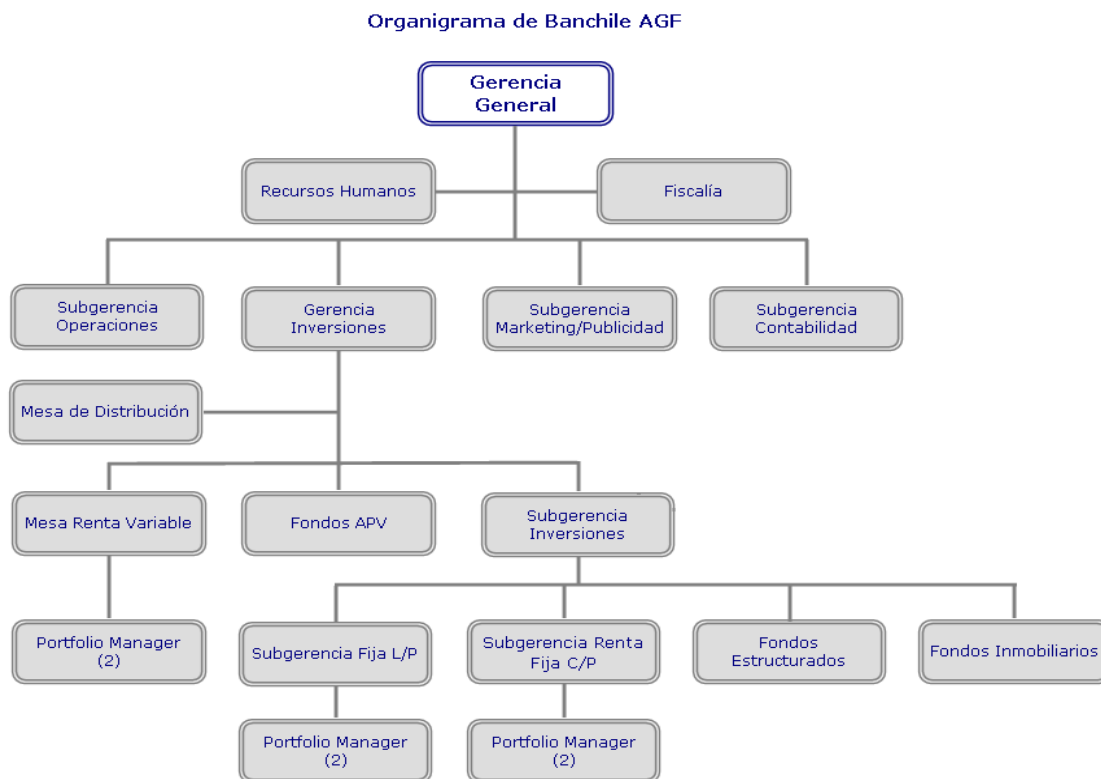 Organigrama de Banchile AGF
Gerencia
General
Recursos Humanos
Fiscalía
Subgerencia
Operaciones
Gerencia
Inversiones
Subgerencia
Marketing/Publicidad
Subgerencia
Contabilidad
Mesa de Distribución
Mesa Renta Variable
Fondos APV
Subgerencia
Inversiones
Portfolio Manager
(2)
Subgerencia Fija L/P
Subgerencia Renta
Fija C/P
Fondos
Estructurados
Fondos Inmobiliarios
Portfolio Manager
(2)
Portfolio Manager
(2)